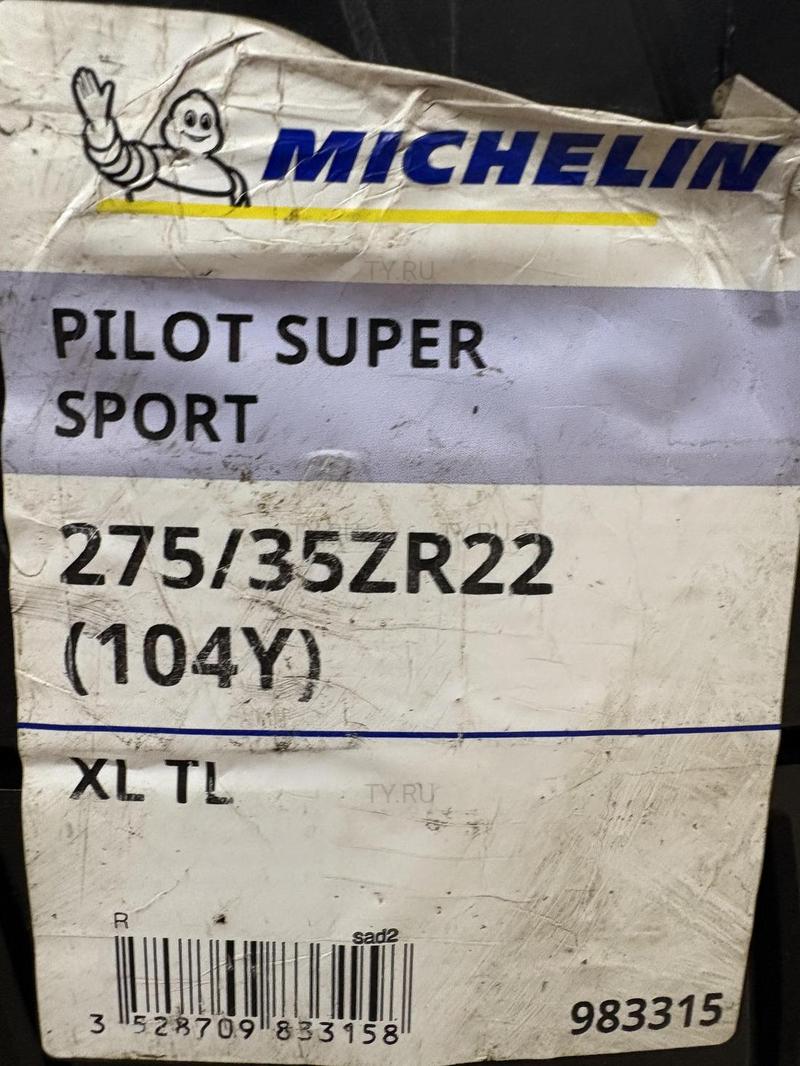 MICHELIN
TY.RU
PILOT SUPER
SPORT
275/35ZR22
(104Y)
XL TL
TY.RU
R
sad2
3 528709 833158
983315